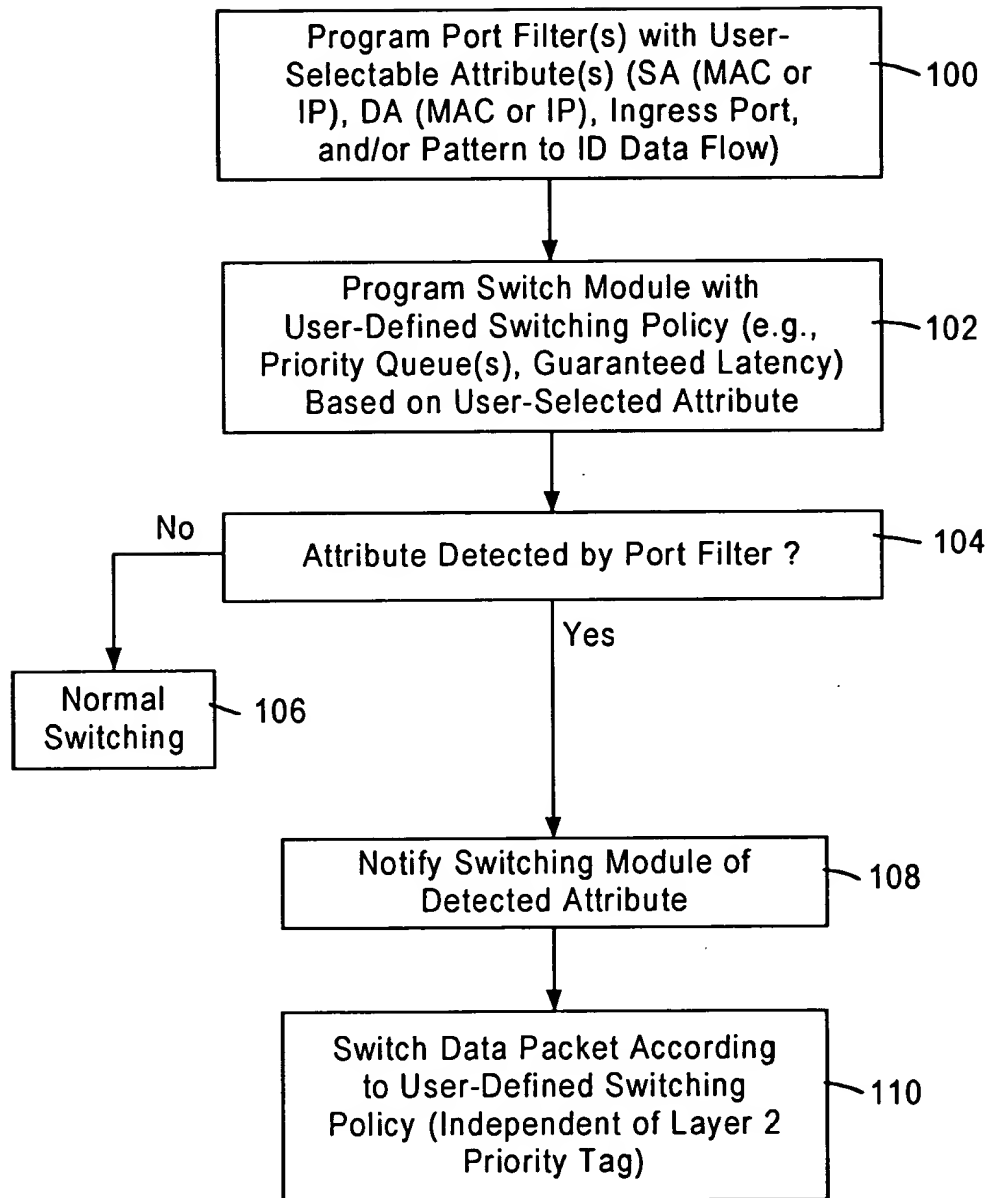 Program Port Filter(s) with User-
Selectable Attribute(s) (SA (MAC or
IP), DA (MAC or IP), Ingress Port,
and/or Pattern to ID Data Flow)
100
Program Switch Module with
User-Defined Switching Policy (e.g.,
Priority Queue(s), Guaranteed Latency)
Based on User-Selected Attribute
102
No
Attribute Detected by Port Filter ?
104
Yes
Normal
Switching
106
Notify Switching Module of
Detected Attribute
108
Switch Data Packet According
to User-Defined Switching
Policy (Independent of Layer 2
Priority Tag)
110